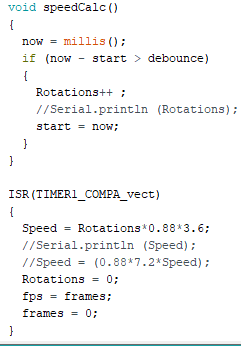 void speedCalc()
{
now = millis();
if (now - start > debounce)
{
Rotations++ ;
//Serial.println (Rotations);
start = now;
}
}
ISR(TIMER1_COMPA_vect)
{
Speed = Rotations*0.88*3.6;
//Serial.println (Speed);
//Speed = (0.88*7.2*Speed);
Rotations = 0;
fps = frames;
frames = 0;
}